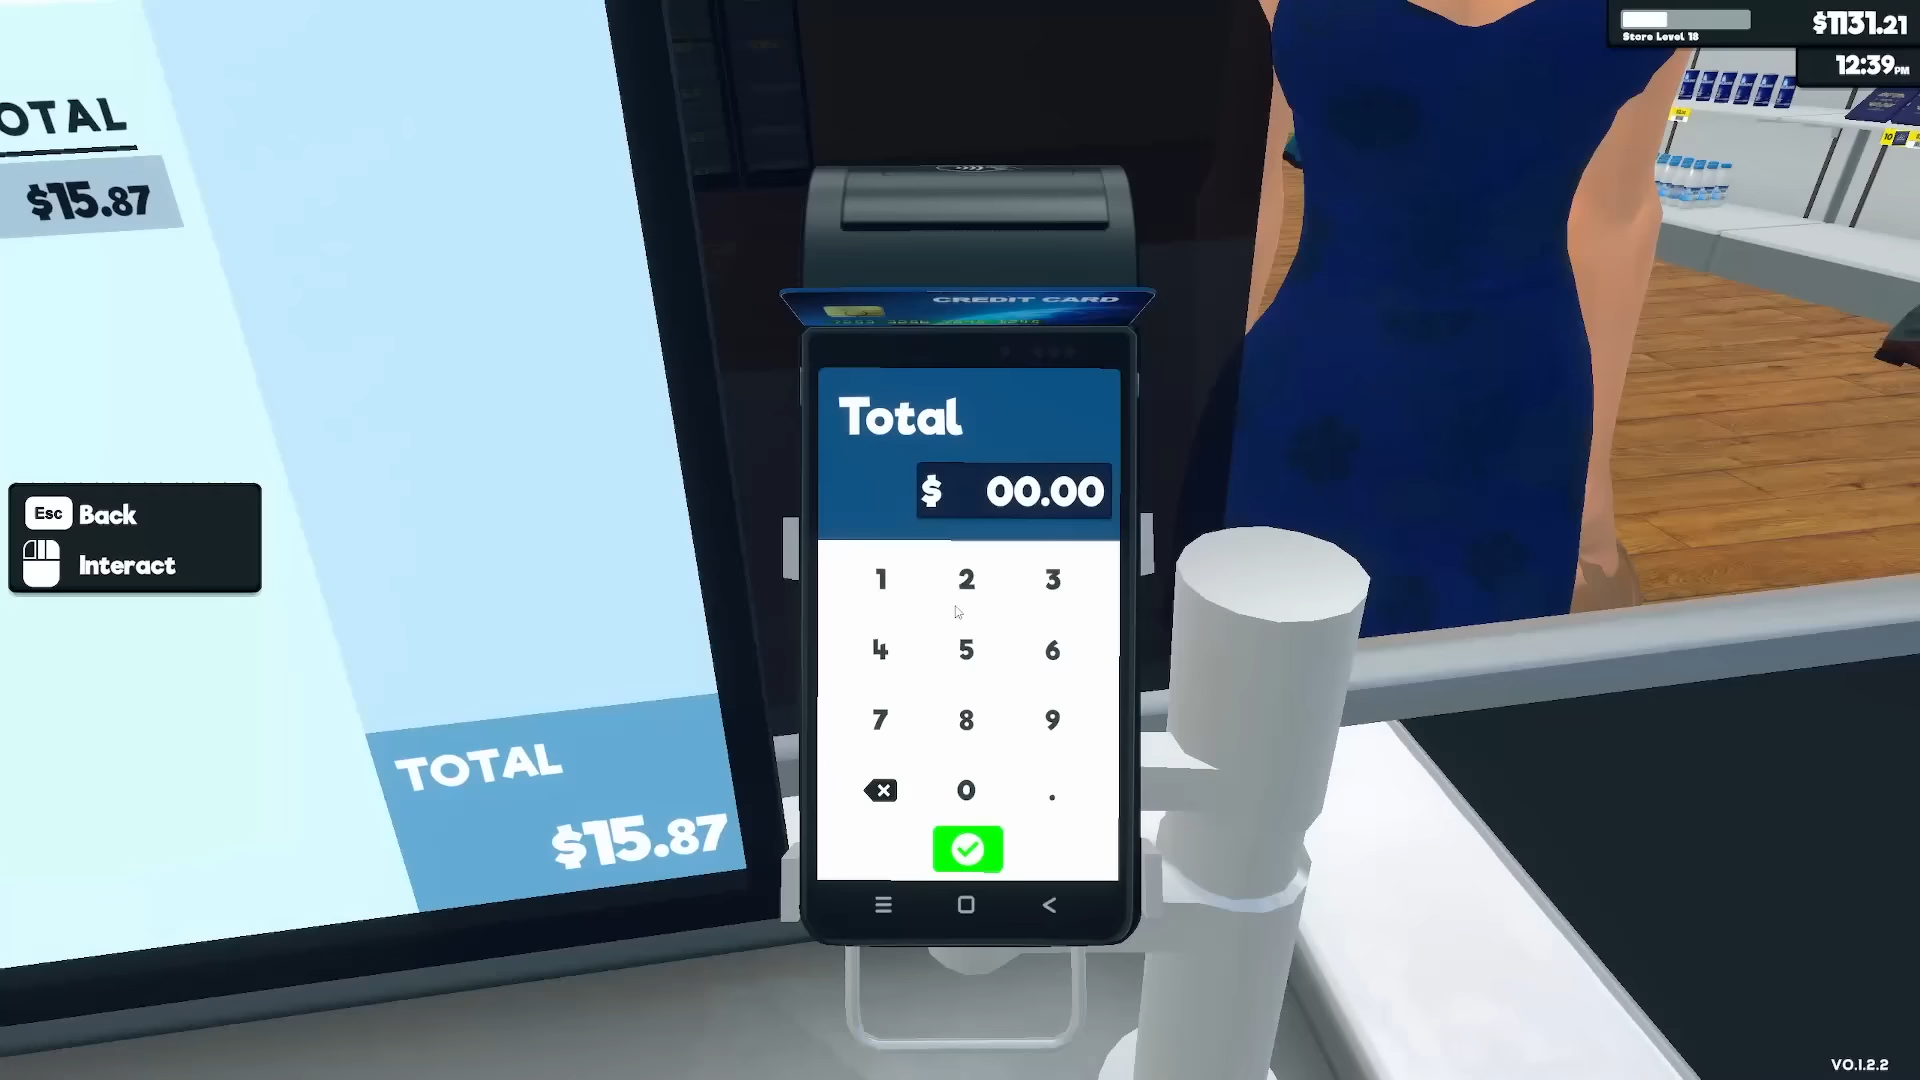 $1131.21
Store Level 18
12:39PM
OTAL
$15.87
CREDIT CARD
Total
$ 00.00
1 2 3
4 5 6
7 8 9
0 .
Esc Back
Interact
TOTAL
$15.87
V0.1.2.2